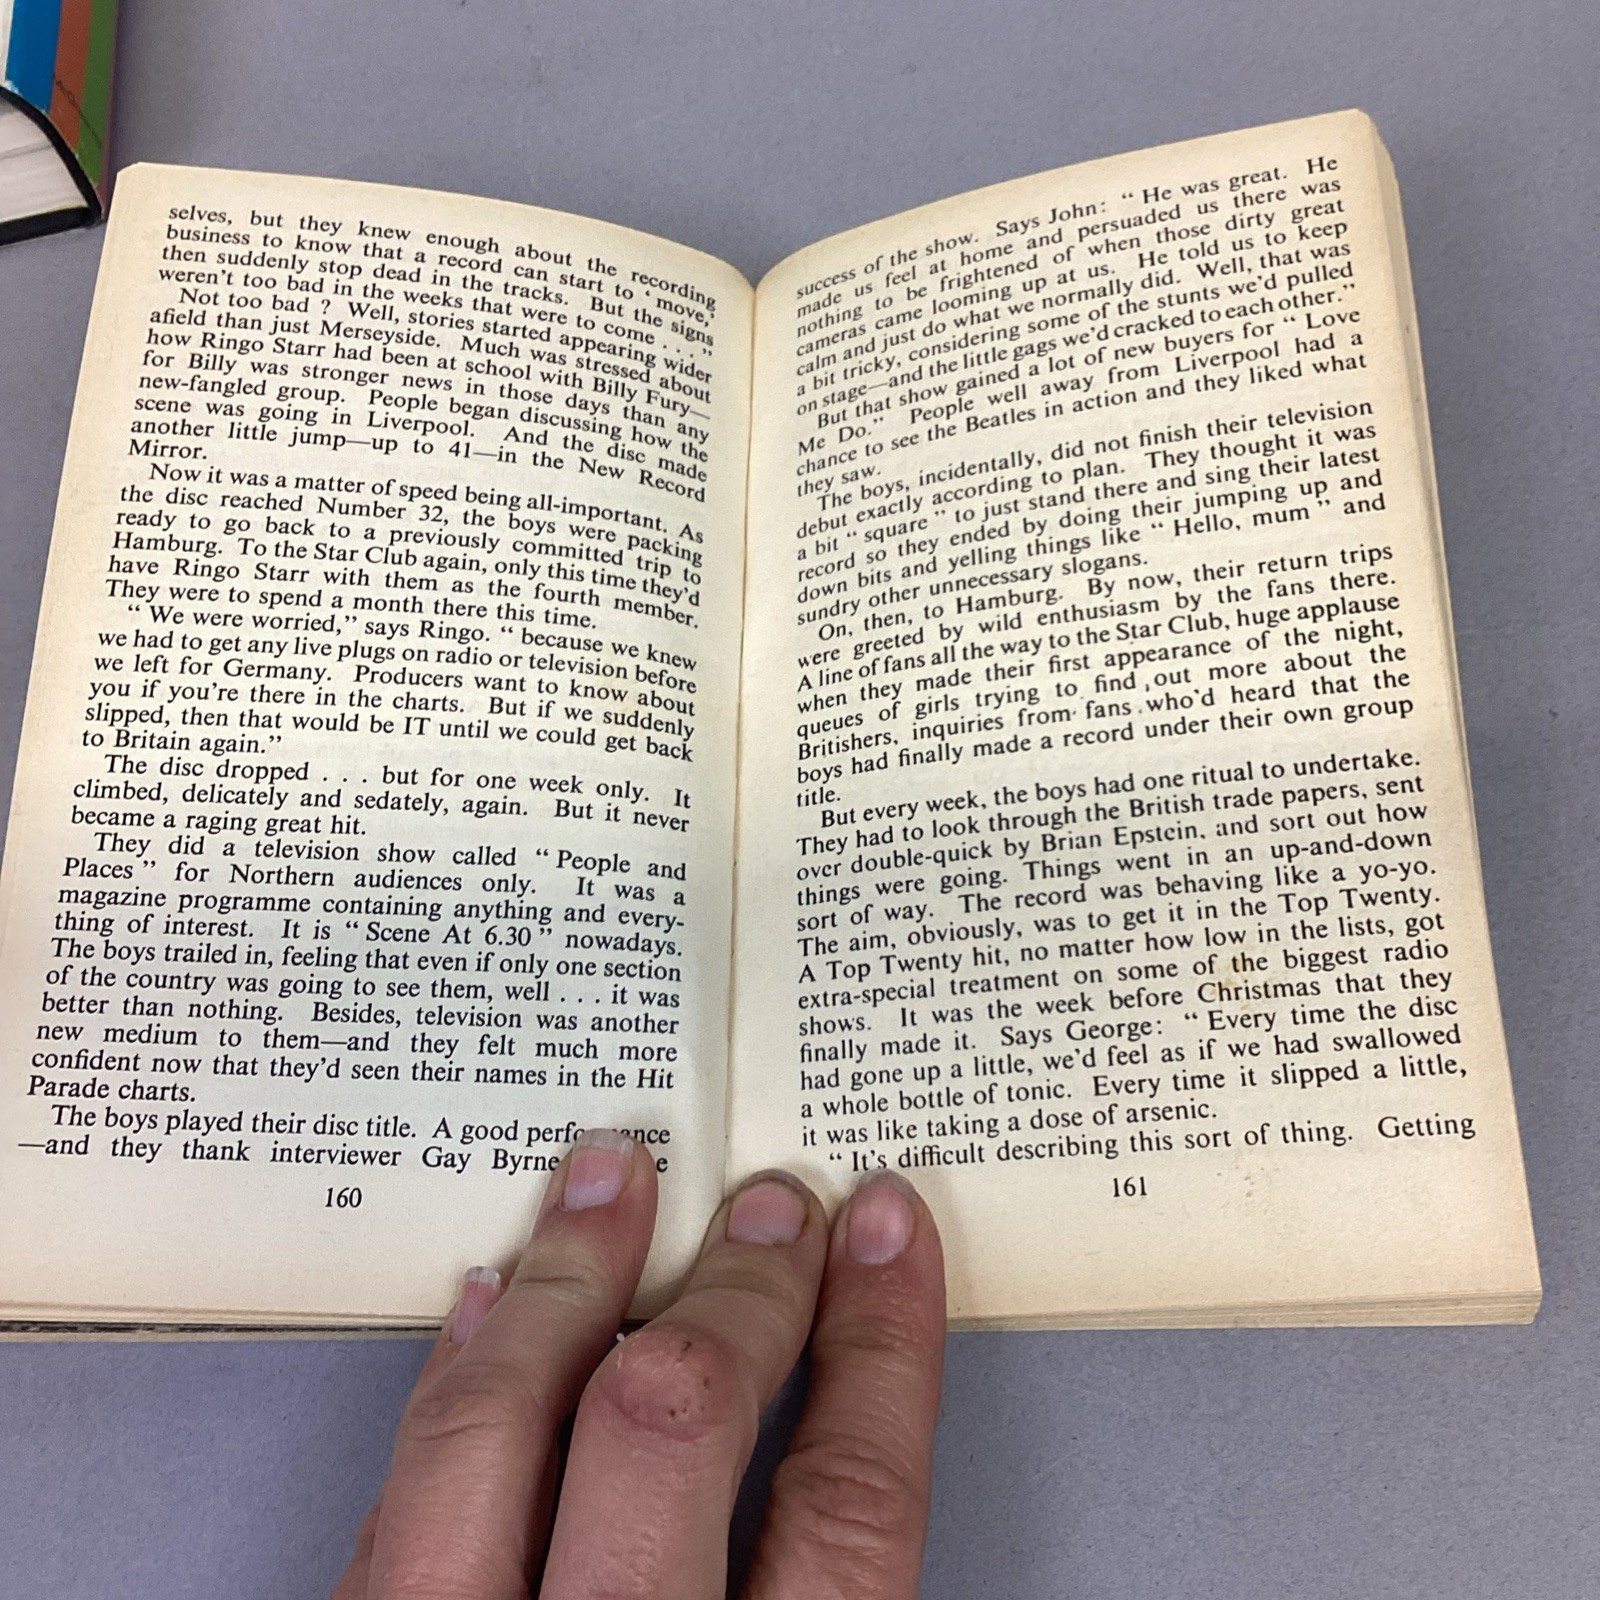 selves, but they knew enough about the recording
business to know that a record can start to ‘move,’
then suddenly stop dead in the tracks. But the signs
weren’t too bad in the weeks that were to come . . .”
Not too bad ? Well, stories started appearing wider
afield than just Merseyside. Much was stressed about
how Ringo Starr had been at school with Billy Fury—
for Billy was stronger news in those days than any
new-fangled group. People began discussing how the
scene was going in Liverpool. And the disc made
another little jump—up to 41—in the New Record
Mirror.
Now it was a matter of speed being all-important. As
the disc reached Number 32, the boys were packing
ready to go back to a previously committed trip to
Hamburg. To the Star Club again, only this time they’d
have Ringo Starr with them as the fourth member.
They were to spend a month there this time.
“ We were worried,” says Ringo. “ because we knew
we had to get any live plugs on radio or television before
we left for Germany. Producers want to know about
you if you’re there in the charts. But if we suddenly
slipped, then that would be IT until we could get back
to Britain again.”
The disc dropped . . . but for one week only. It
climbed, delicately and sedately, again. But it never
became a raging great hit.
They did a television show called “ People and
Places ” for Northern audiences only. It was a
magazine programme containing anything and every-
thing of interest. It is “ Scene At 6.30 ” nowadays.
The boys trailed in, feeling that even if only one section
of the country was going to see them, well . . . it was
better than nothing. Besides, television was another
new medium to them—and they felt much more
confident now that they’d seen their names in the Hit
Parade charts.
The boys played their disc title. A good
—and they thank interviewer Gay Byrne
160
success of the show. Says John: “ He was great. He
made us feel at home and persuaded us there was
nothing to be frightened of when those dirty great
cameras came looming up at us. He told us to keep
calm and just do what we normally did. Well, that was
a bit tricky, considering some of the stunts we’d pulled
on stage—and the little gags we’d cracked to each other.”
But that show gained a lot of new buyers for “ Love
Me Do.” People well away from Liverpool had a
chance to see the Beatles in action and they liked what
they saw.
The boys, incidentally, did not finish their television
debut exactly according to plan. They thought it was
a bit “ square ” to just stand there and sing their latest
record so they ended by doing their jumping up and
down bits and yelling things like “ Hello, mum ” and
sundry other unnecessary slogans.
On, then, to Hamburg. By now, their return trips
were greeted by wild enthusiasm by the fans there.
A line of fans all the way to the Star Club, huge applause
when they made their first appearance of the night,
queues of girls trying to find out more about the
Britishers, inquiries from fans who’d heard that the
boys had finally made a record under their own group
title.
But every week, the boys had one ritual to undertake.
They had to look through the British trade papers, sent
over double-quick by Brian Epstein, and sort out how
things were going. Things went in an up-and-down
sort of way. The record was behaving like a yo-yo.
The aim, obviously, was to get it in the Top Twenty.
A Top Twenty hit, no matter how low in the lists, got
extra-special treatment on some of the biggest radio
shows. It was the week before Christmas that they
finally made it. Says George: “ Every time the disc
had gone up a little, we’d feel as if we had swallowed
a whole bottle of tonic. Every time it slipped a little,
it was like taking a dose of arsenic.
“ It’s difficult describing this sort of thing. Getting
161